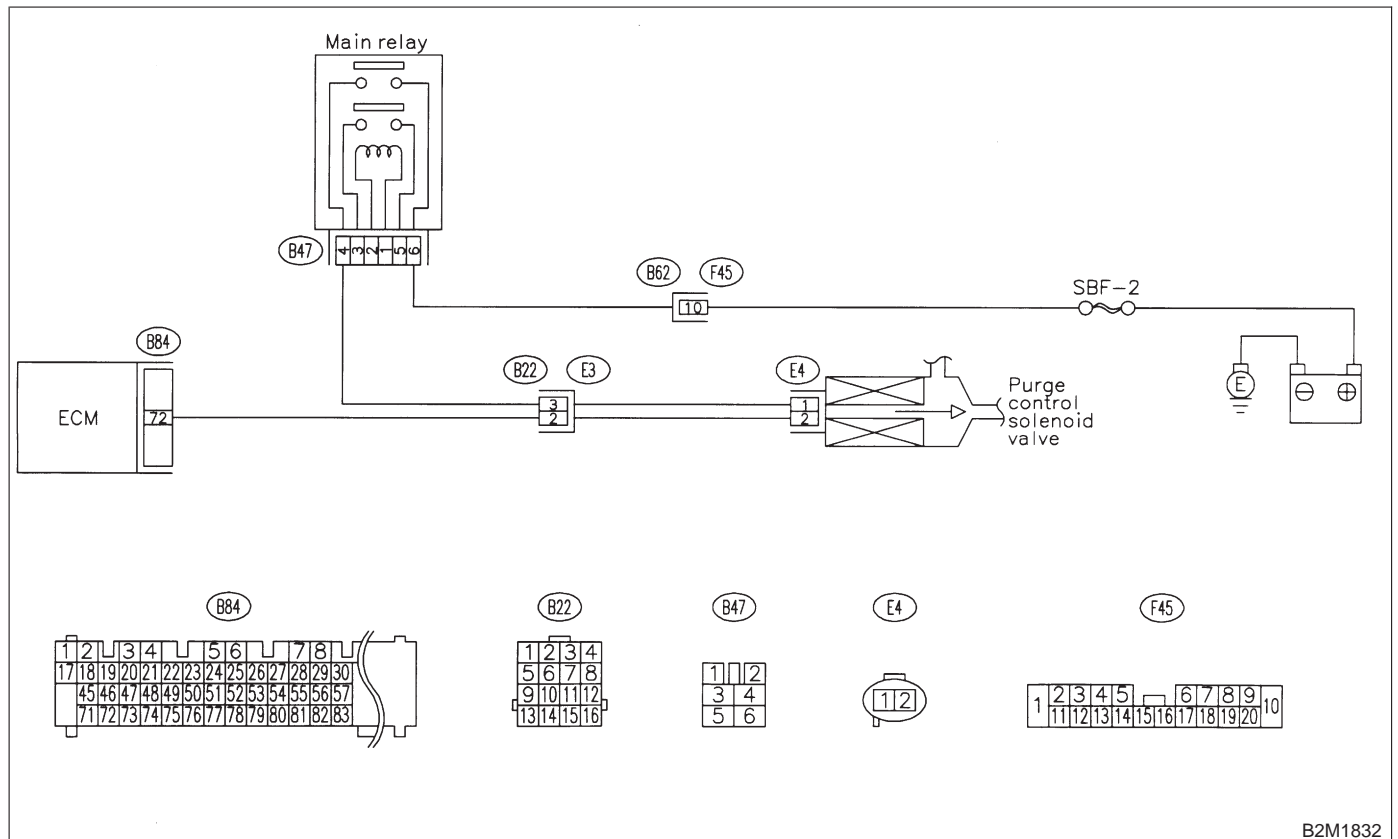 Main relay
B47
4 3 2 1 5 6
B62 F45
10
SBF-2
B84
ECM
72
B22 E3
3
2
E4
1
2
Purge
control
solenoid
valve
E
⊖ ⊕
B84
1 2 3 4 5 6 7 8
17 18 19 20 21 22 23 24 25 26 27 28 29 30
45 46 47 48 49 50 51 52 53 54 55 56 57
71 72 73 74 75 76 77 78 79 80 81 82 83
B22
1 2 3 4
5 6 7 8
9 10 11 12
13 14 15 16
B47
1 2
3 4
5 6
E4
1 2
F45
1 2 3 4 5 6 7 8 9 10
11 12 13 14 15 16 17 18 19 20
B2M1832